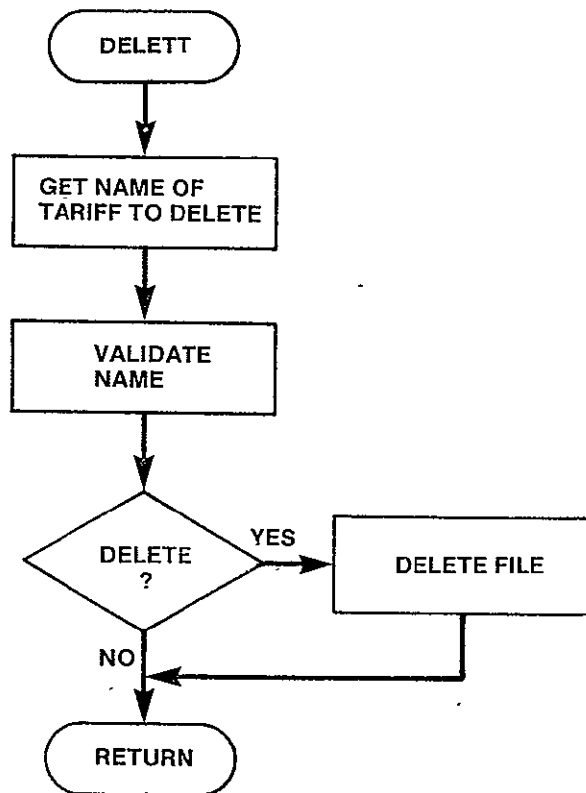 DELETT
GET NAME OF
TARIFF TO DELETE
VALIDATE
NAME
DELETE
?
YES
DELETE FILE
NO
RETURN